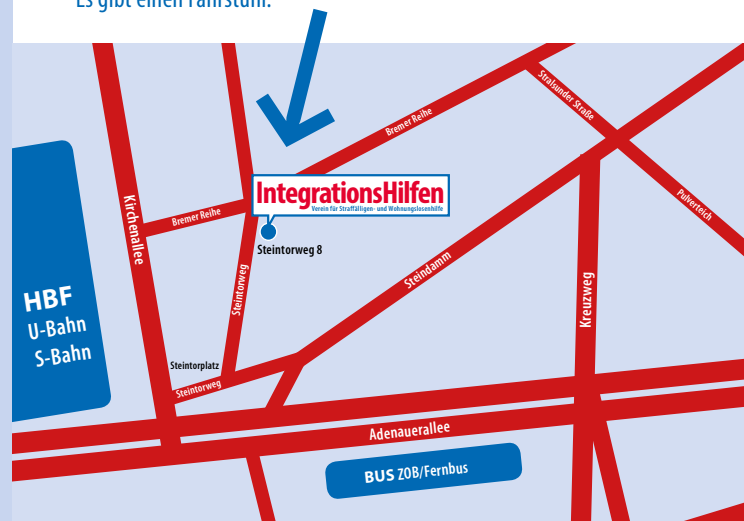 Es gibt einen Fahrstuhl.
Stralsunder Straße
Bremer Reihe
IntegrationsHilfen
Verein für Straffälligen- und Wohnungslosenhilfe
Pulverteich
Kirchenallee
Bremer Reihe
Steintorweg 8
Steindamm
Steintorweg
Kreuzweg
HBF
U-Bahn
S-Bahn
Steintorplatz
Steintorweg
Adenauerallee
BUS ZOB/Fernbus